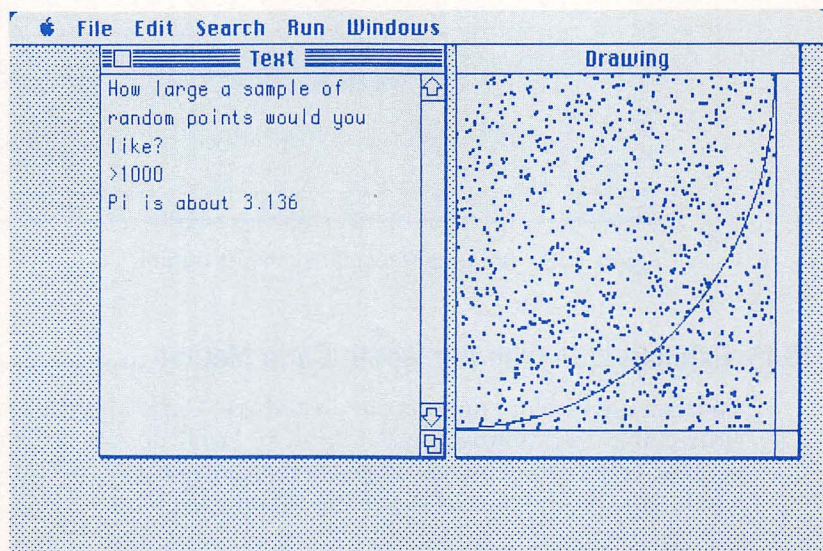 File Edit Search Run Windows
Text
How large a sample of
random points would you
like?
>1000
Pi is about 3.136
Drawing